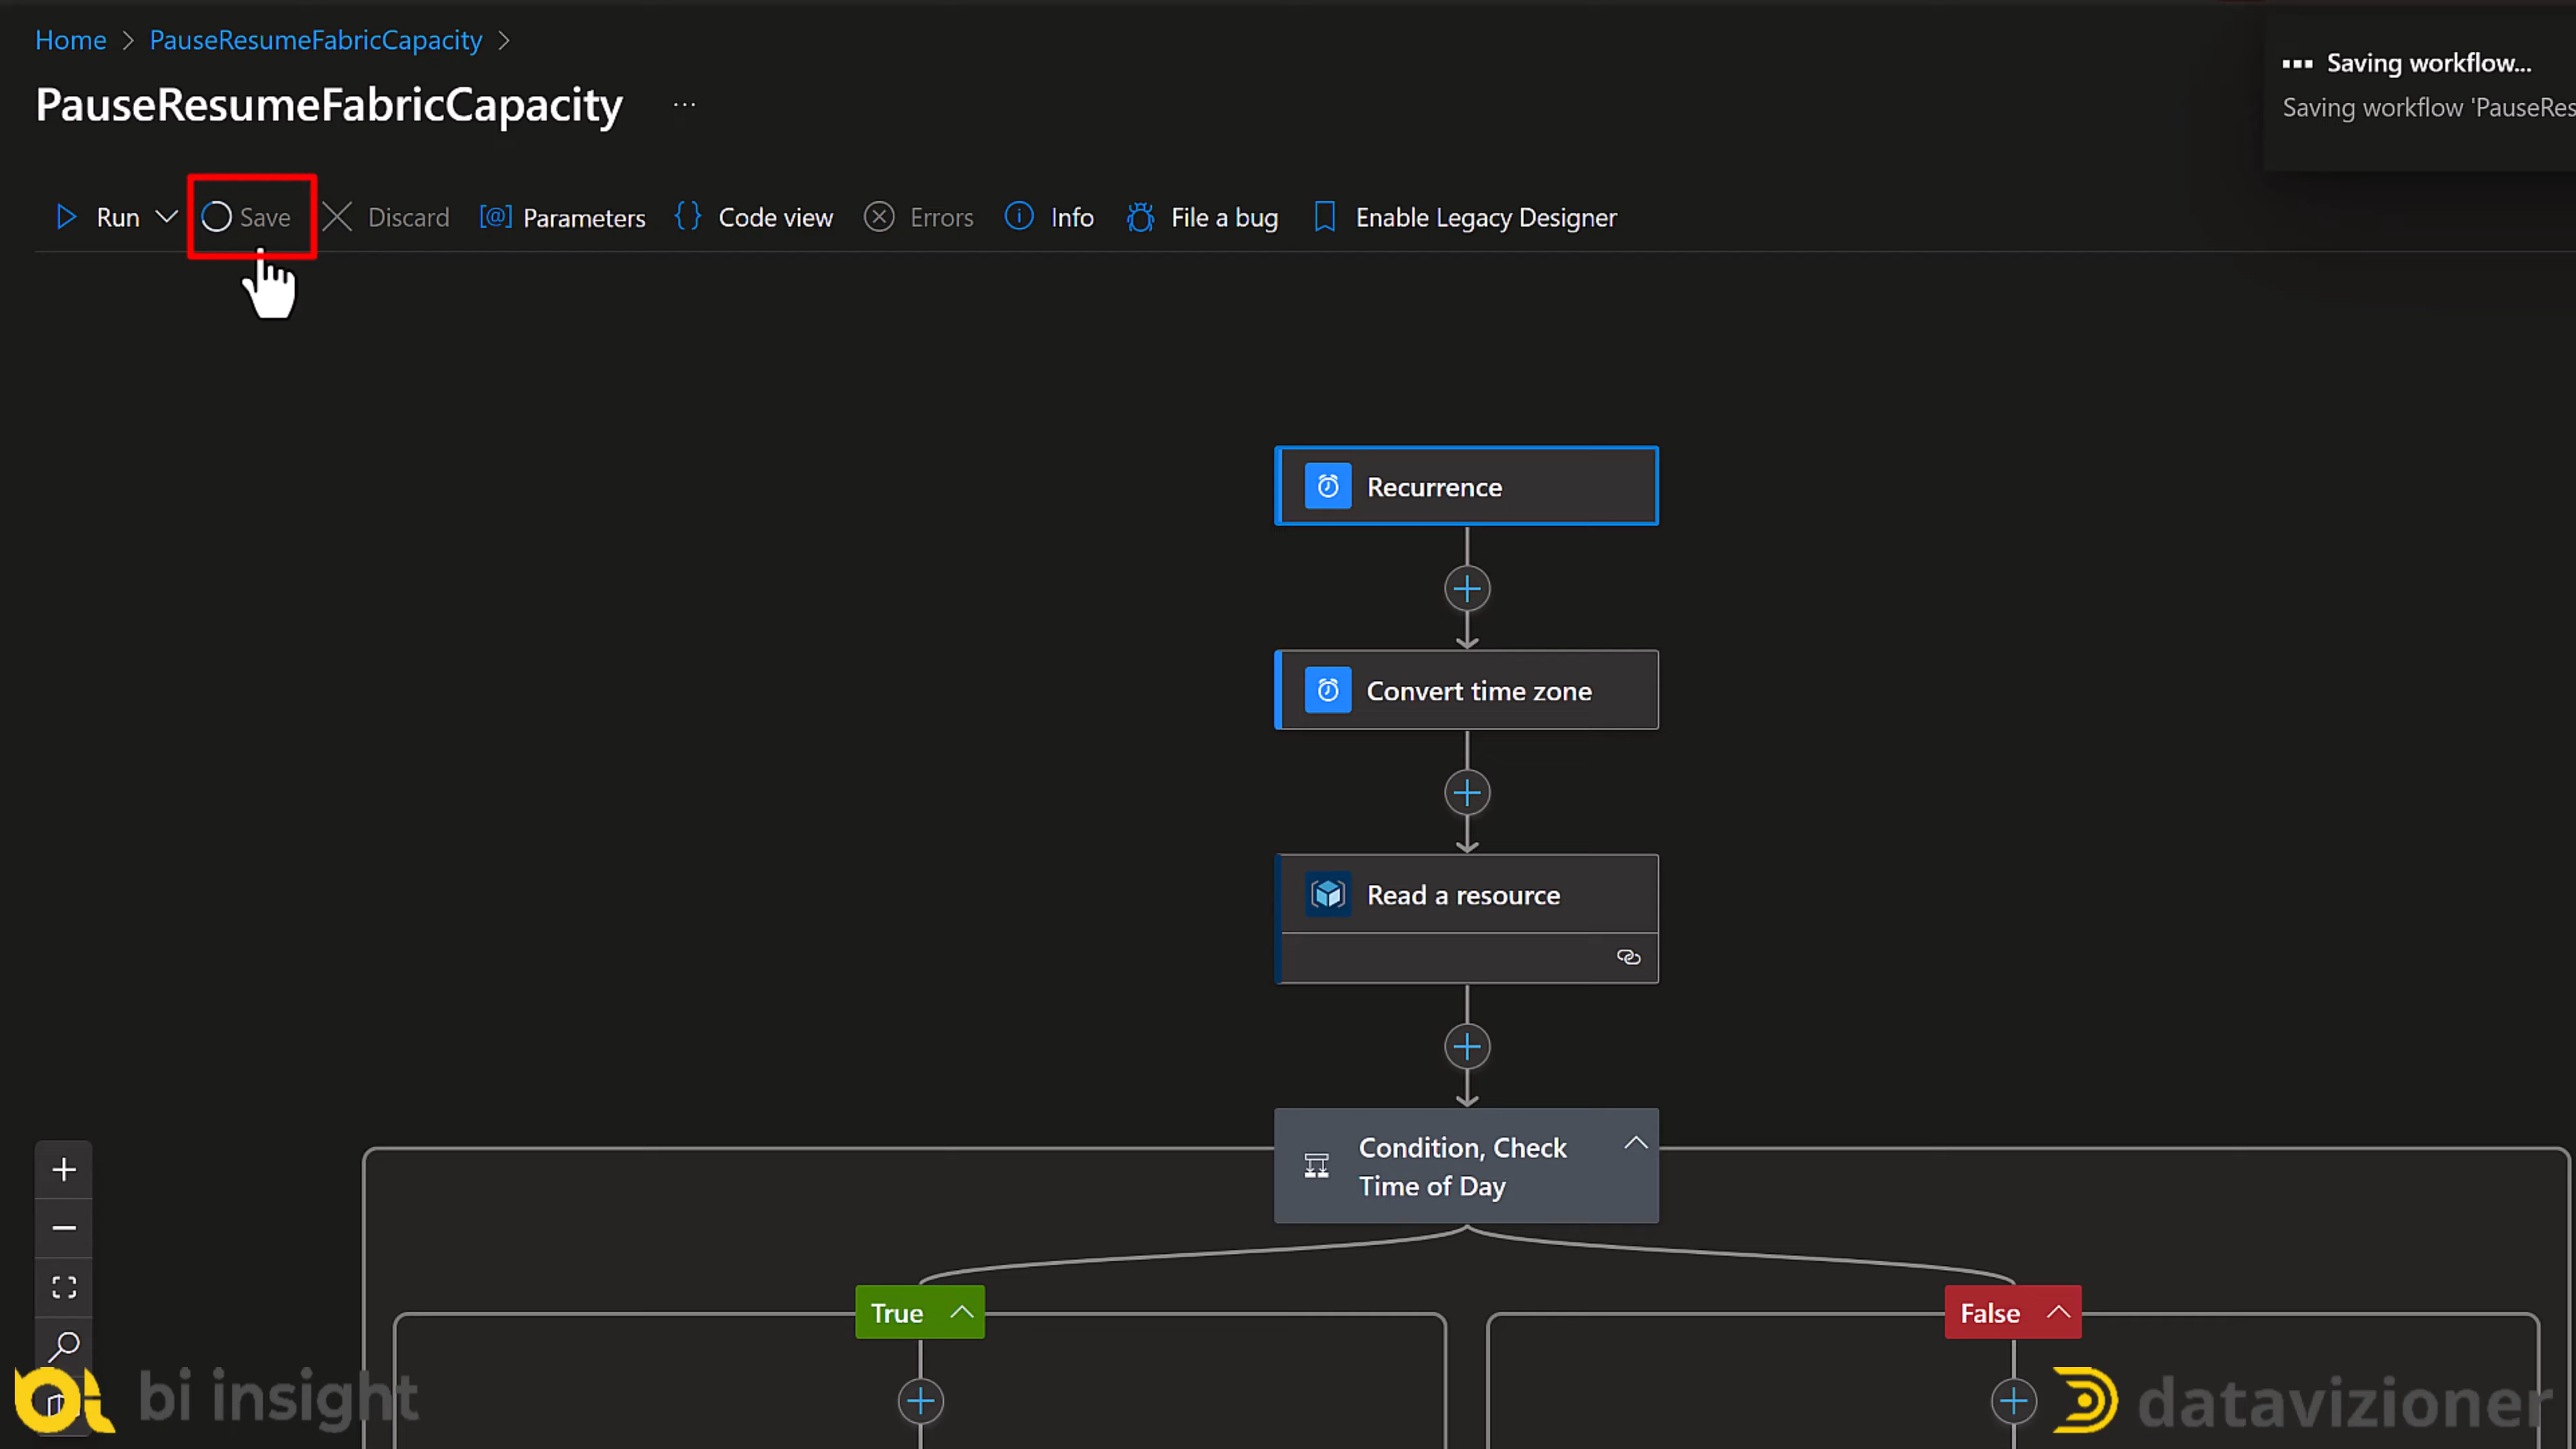 Home > PauseResumeFabricCapacity >
PauseResumeFabricCapacity ...
Saving workflow...
Saving workflow 'PauseRes
Run
Save
Discard
[@] Parameters
{} Code view
Errors
Info
File a bug
Enable Legacy Designer
Recurrence
Convert time zone
Read a resource
Condition, Check
Time of Day
True
False
bi insight
datavizioner